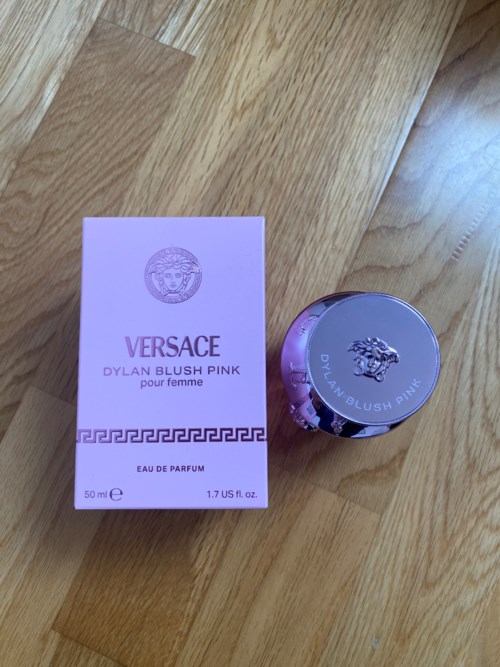 VERSACE
DYLAN BLUSH PINK
pour femme
EAU DE PARFUM
50 ml ℮
1.7 US fl. oz.
DYLAN BLUSH PINK